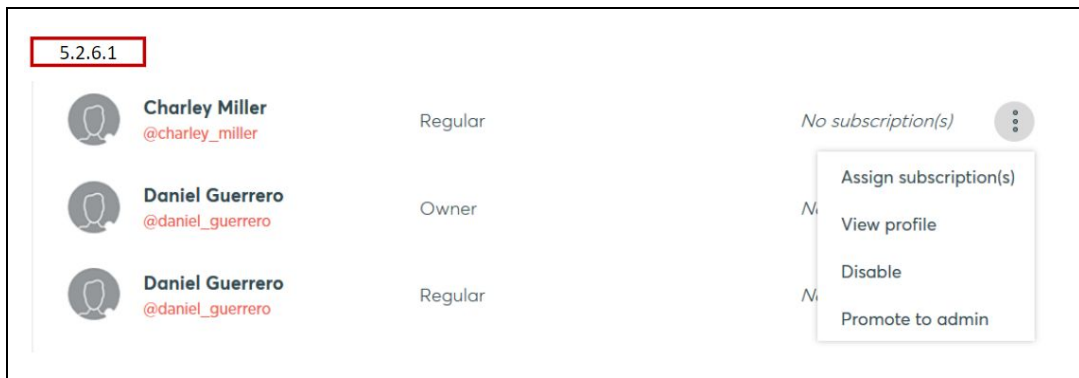 5.2.6.1
Charley Miller
@charley_miller
Regular
No subscription(s)
Assign subscription(s)
View profile
Disable
Promote to admin
Daniel Guerrero
@daniel_guerrero
Owner
Daniel Guerrero
@daniel_guerrero
Regular